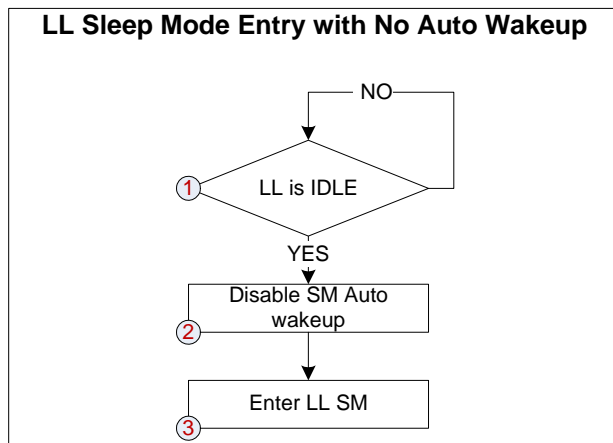 LL Sleep Mode Entry with No Auto Wakeup
NO
1
LL is IDLE
YES
Disable SM Auto
wakeup
2
Enter LL SM
3